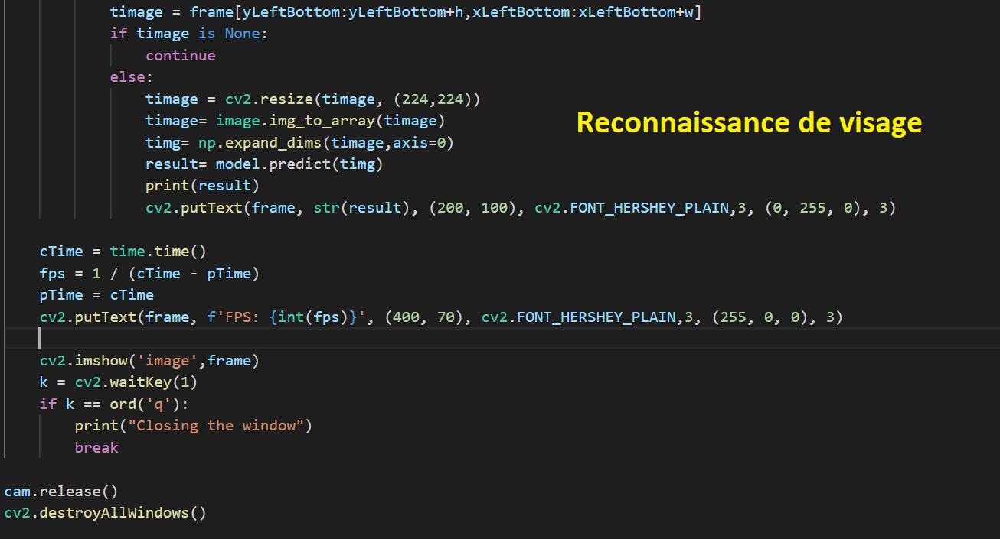 timage = frame[yLeftBottom:yLeftBottom+h,xLeftBottom:xLeftBottom+w]
if timage is None:
continue
else:
timage = cv2.resize(timage, (224,224))
timage= image.img_to_array(timage)
Reconnaissance de visage
timg= np.expand_dims(timage,axis=0)
result= model.predict(timg)
print(result)
cv2.putText(frame, str(result), (200, 100), cv2.FONT_HERSHEY_PLAIN,3, (0, 255, 0), 3)
cTime = time.time()
fps = 1 / (cTime - pTime)
pTime = cTime
cv2.putText(frame, f'FPS: {int(fps)}', (400, 70), cv2.FONT_HERSHEY_PLAIN,3, (255, 0, 0), 3)
cv2.imshow('image',frame)
k = cv2.waitKey(1)
if k == ord('q'):
print("Closing the window")
break
cam.release()
cv2.destroyAllWindows()